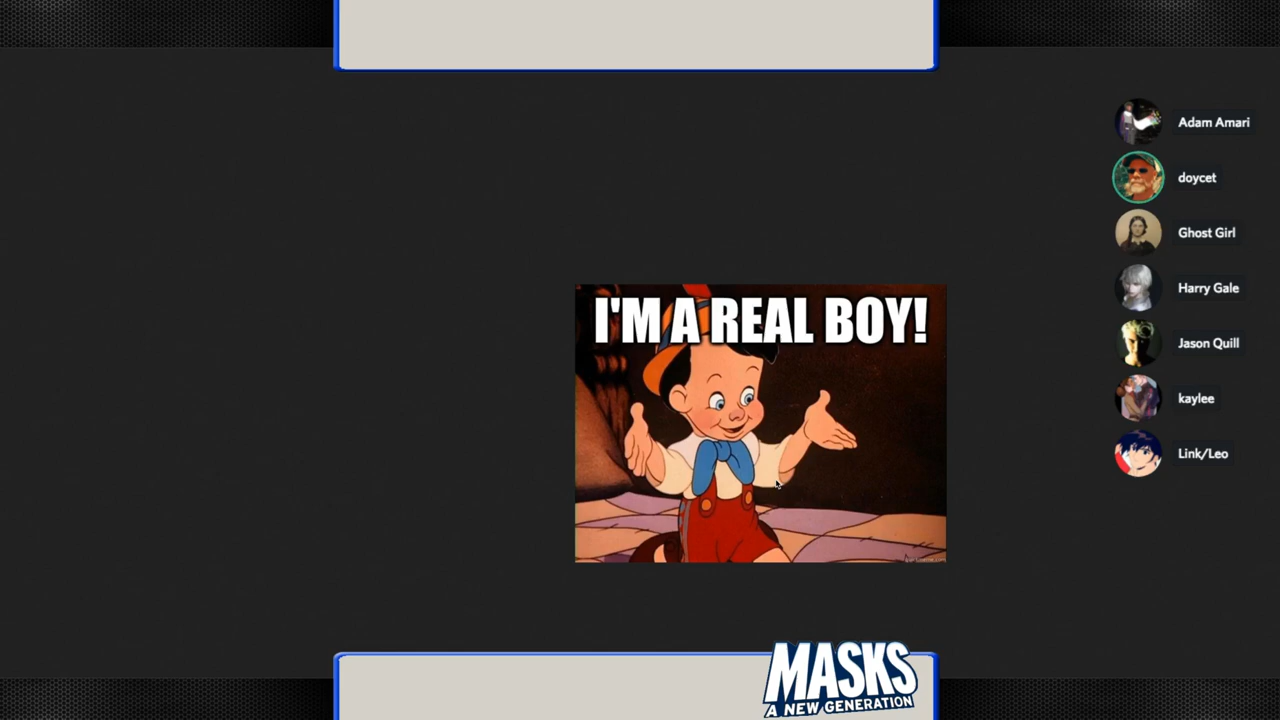 Adam Amari
doycet
Ghost Girl
Harry Gale
Jason Quill
kaylee
Link/Leo
I'M A REAL BOY!
MASKS
A NEW GENERATION